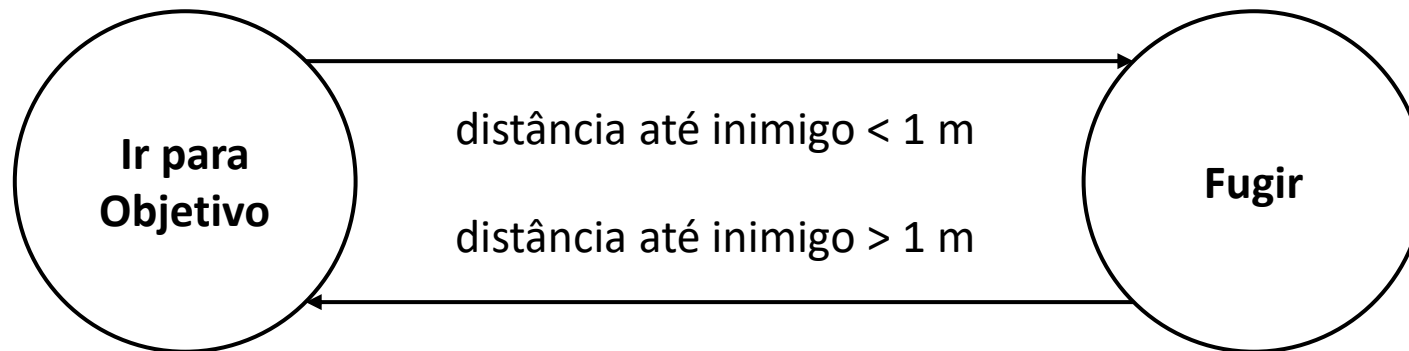 Ir para
Objetivo
distância até inimigo < 1 m
distância até inimigo > 1 m
Fugir